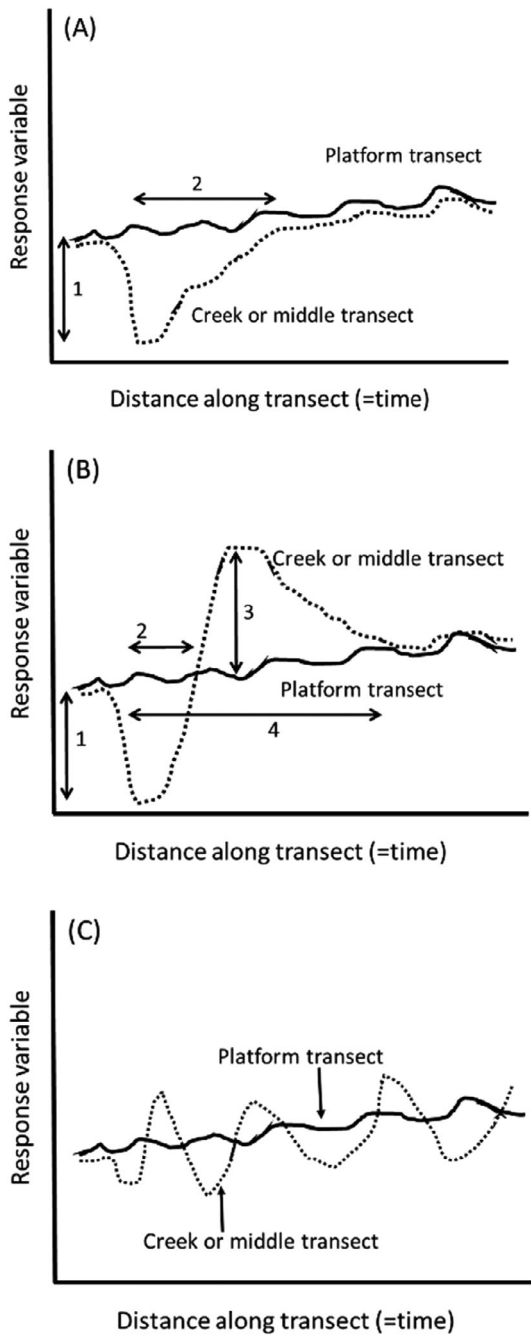 (A)
Response variable
Platform transect
2
1
Creek or middle transect
Distance along transect (=time)
(B)
Response variable
Creek or middle transect
3
2
Platform transect
1
4
Distance along transect (=time)
(C)
Response variable
Platform transect
Creek or middle transect
Distance along transect (=time)